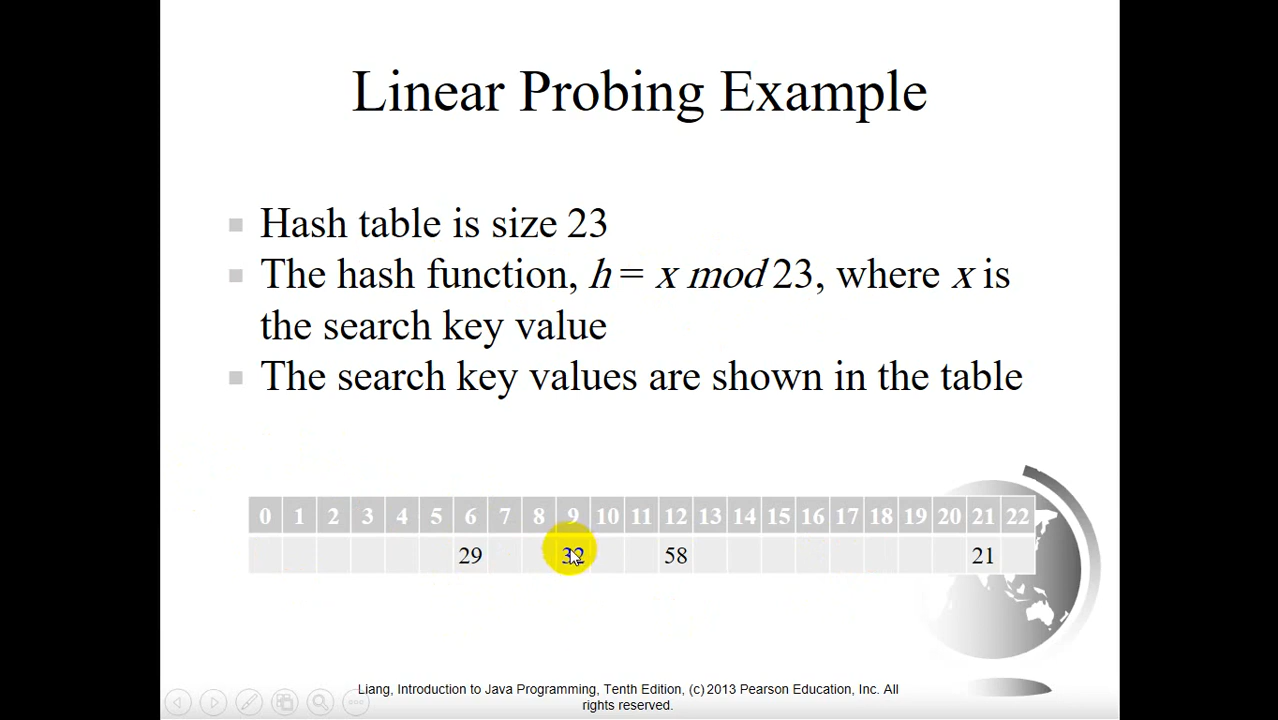 Linear Probing Example
Hash table is size 23
The hash function, h = x mod 23, where x is
the search key value
The search key values are shown in the table
0 1 2 3 4 5 6 7 8 9 10 11 12 13 14 15 16 17 18 19 20 21 22
29 32 58 21
Liang, Introduction to Java Programming, Tenth Edition, (c) 2013 Pearson Education, Inc. All
rights reserved.